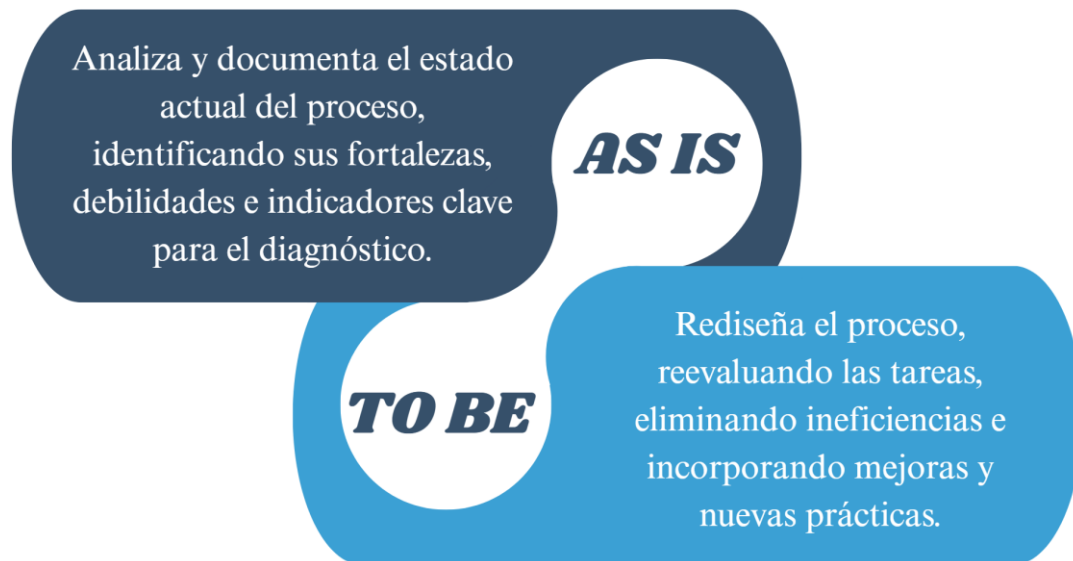 Analiza y documenta el estado
actual del proceso,
identificando sus fortalezas,
debilidades e indicadores clave
para el diagnóstico.
AS IS
TO BE
Rediseña el proceso,
reevaluando las tareas,
eliminando ineficiencias e
incorporando mejoras y
nuevas prácticas.